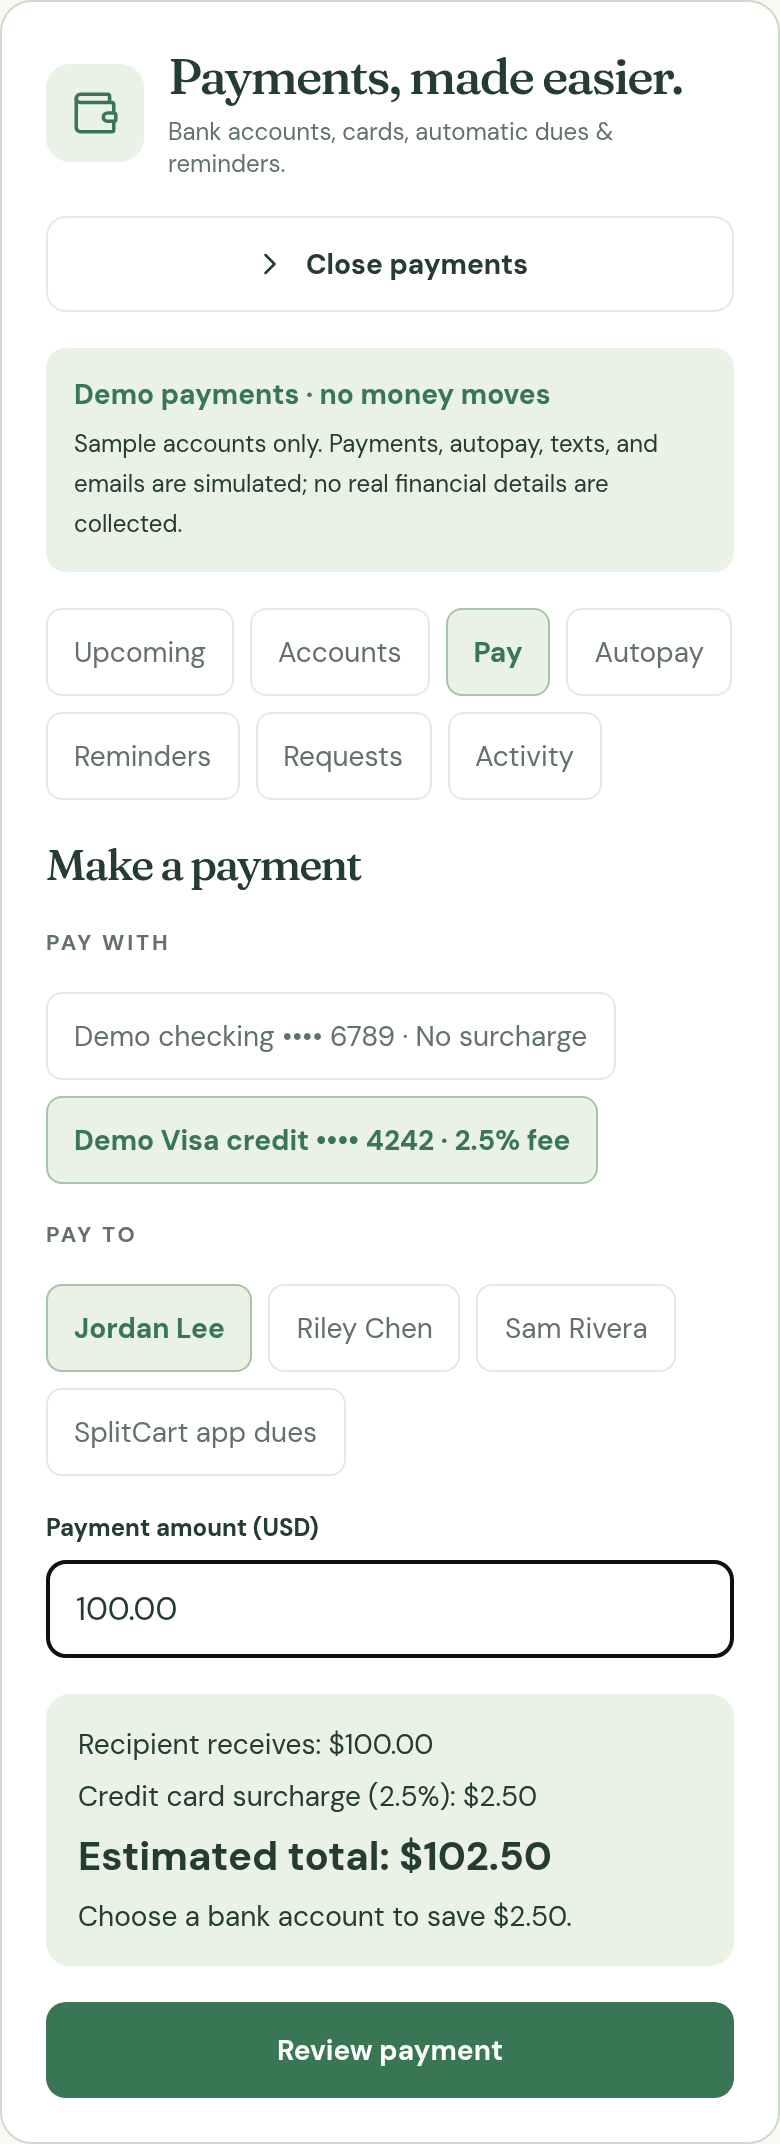 Payments, made easier.
Bank accounts, cards, automatic dues &
reminders.
Close payments
Demo payments · no money moves
Sample accounts only. Payments, autopay, texts, and
emails are simulated; no real financial details are
collected.
Upcoming Accounts Pay Autopay
Reminders Requests Activity
Make a payment
PAY WITH
Demo checking •••• 6789 · No surcharge
Demo Visa credit •••• 4242 · 2.5% fee
PAY TO
Jordan Lee Riley Chen Sam Rivera
SplitCart app dues
Payment amount (USD)
100.00
Recipient receives: $100.00
Credit card surcharge (2.5%): $2.50
Estimated total: $102.50
Choose a bank account to save $2.50.
Review payment